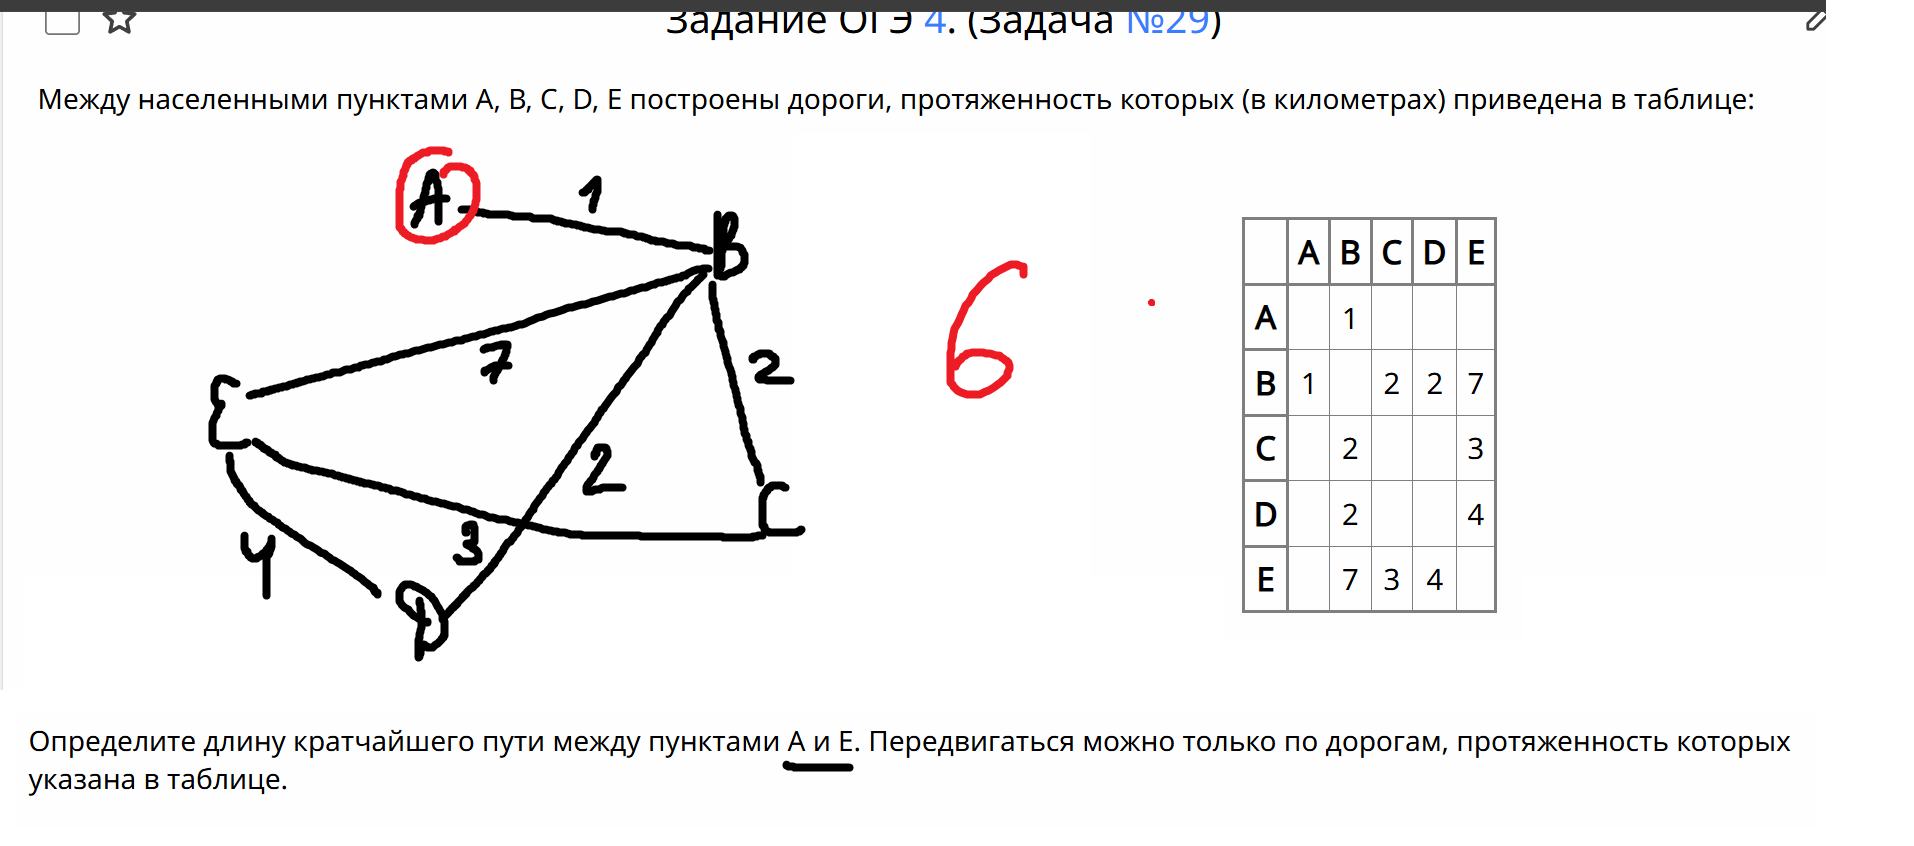 Задание ОГЭ 4. (Задача №29)
Между населенными пунктами A, B, C, D, E построены дороги, протяженность которых (в километрах) приведена в таблице:
A
1
B
7
2
E
2
C
3
4
D
6
A B C D E
A 1
B 1 2 2 7
C 2 3
D 2 4
E 7 3 4
Определите длину кратчайшего пути между пунктами A и E. Передвигаться можно только по дорогам, протяженность которых
указана в таблице.